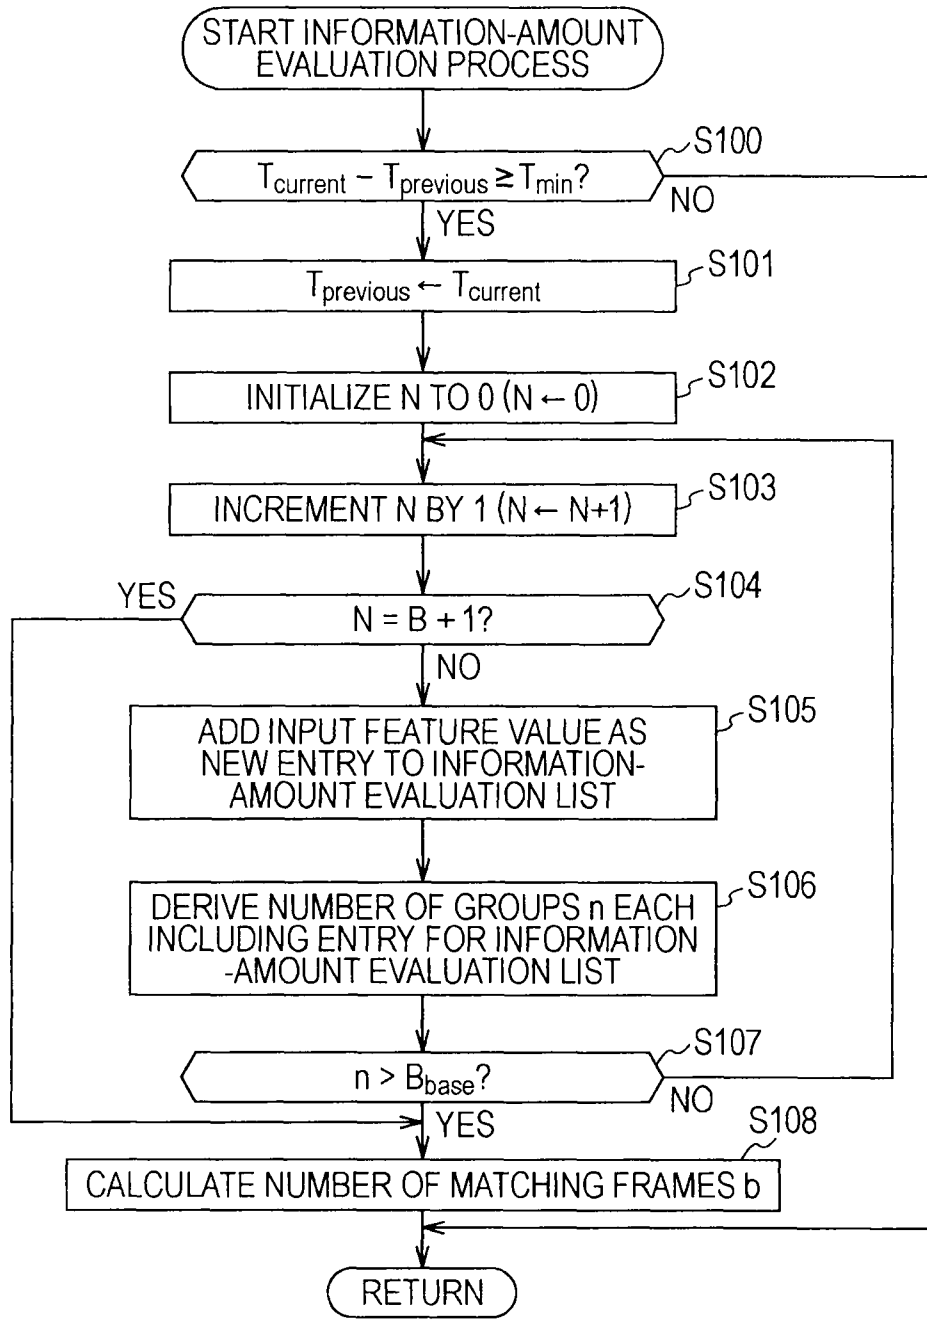 START INFORMATION-AMOUNT
EVALUATION PROCESS
S100
Tcurrent – Tprevious ≧ Tmin?
NO
YES
S101
Tprevious ← Tcurrent
S102
INITIALIZE N TO 0 (N ← 0)
S103
INCREMENT N BY 1 (N ← N+1)
S104
YES
N = B + 1?
NO
S105
ADD INPUT FEATURE VALUE AS
NEW ENTRY TO INFORMATION-
AMOUNT EVALUATION LIST
S106
DERIVE NUMBER OF GROUPS n EACH
INCLUDING ENTRY FOR INFORMATION
-AMOUNT EVALUATION LIST
S107
n > Bbase?
NO
YES
S108
CALCULATE NUMBER OF MATCHING FRAMES b
RETURN